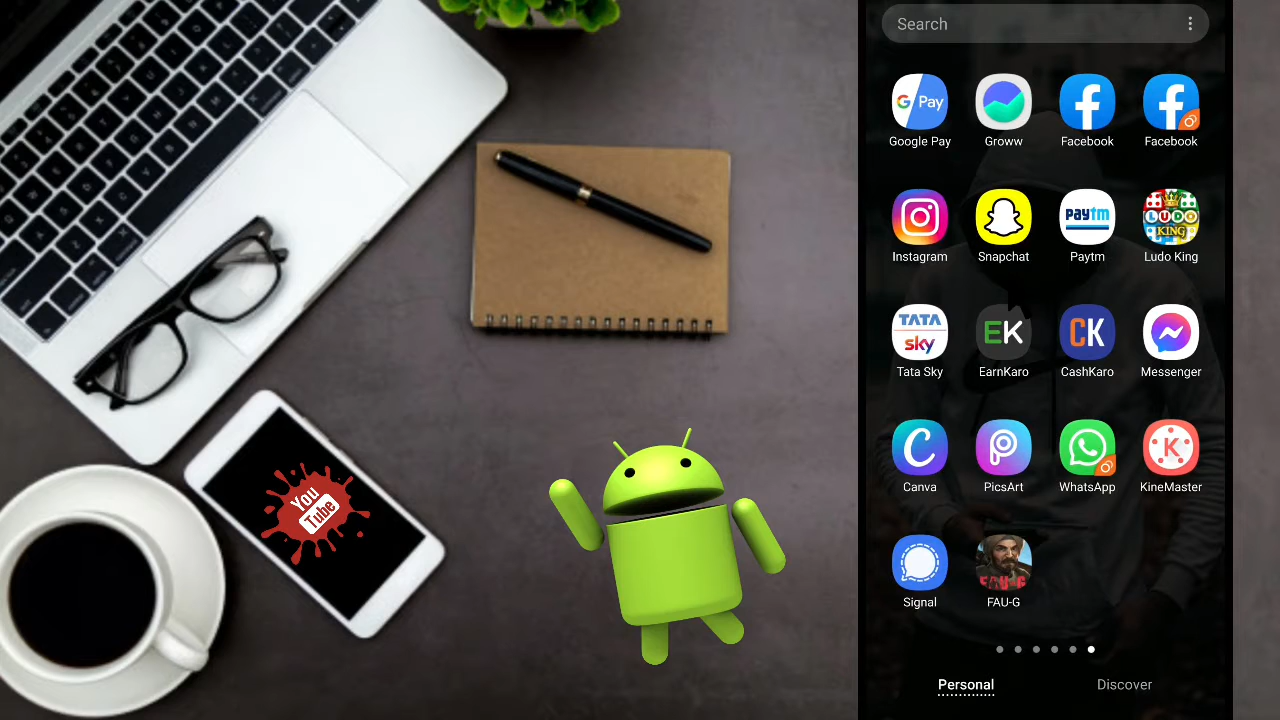 You
Tube
Search
G Pay
Google Pay
Groww
Facebook
Facebook
paytm
LUDO
KING
Instagram
Snapchat
Paytm
Ludo King
TATA
sky
EK
CK
Tata Sky
EarnKaro
CashKaro
Messenger
C
P
K
Canva
PicsArt
WhatsApp
KineMaster
FAU-G
Signal
FAU-G
Personal
Discover